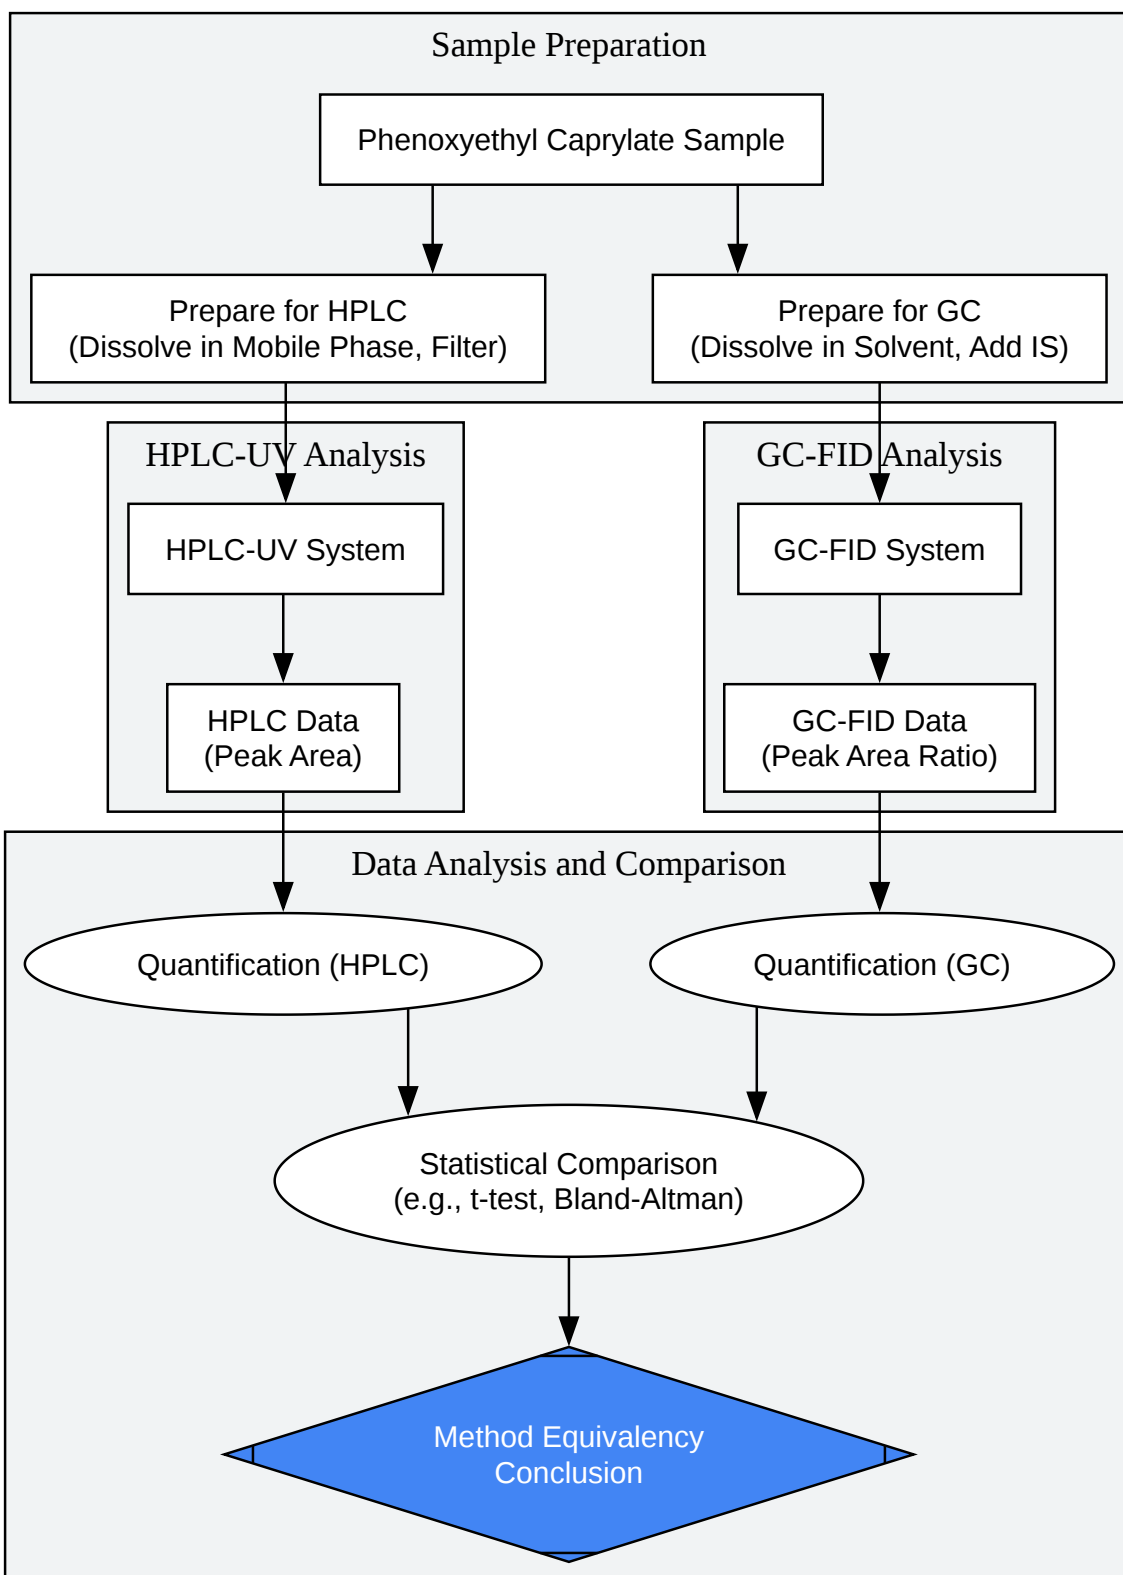 Sample Preparation
Phenoxyethyl Caprylate Sample
Prepare for HPLC
(Dissolve in Mobile Phase, Filter)
Prepare for GC
(Dissolve in Solvent, Add IS)
HPLC-UV Analysis
HPLC-UV System
HPLC Data
(Peak Area)
GC-FID Analysis
GC-FID System
GC-FID Data
(Peak Area Ratio)
Data Analysis and Comparison
Quantification (HPLC)
Quantification (GC)
Statistical Comparison
(e.g., t-test, Bland-Altman)
Method Equivalency
Conclusion